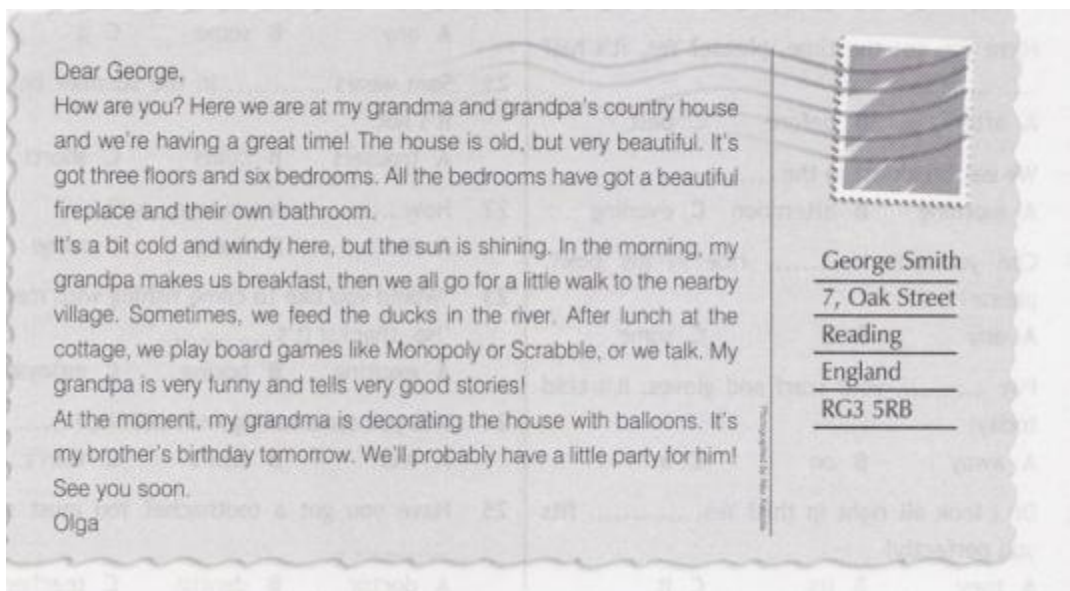 Dear George,
How are you? Here we are at my grandma and grandpa's country house
and we're having a great time! The house is old, but very beautiful. It's
got three floors and six bedrooms. All the bedrooms have got a beautiful
fireplace and their own bathroom.
It's a bit cold and windy here, but the sun is shining. In the morning, my
grandpa makes us breakfast, then we all go for a little walk to the nearby
village. Sometimes, we feed the ducks in the river. After lunch at the
cottage, we play board games like Monopoly or Scrabble, or we talk. My
grandpa is very funny and tells very good stories!
At the moment, my grandma is decorating the house with balloons. It's
my brother's birthday tomorrow. We'll probably have a little party for him!
See you soon.
Olga
George Smith
7, Oak Street
Reading
England
RG3 5RB